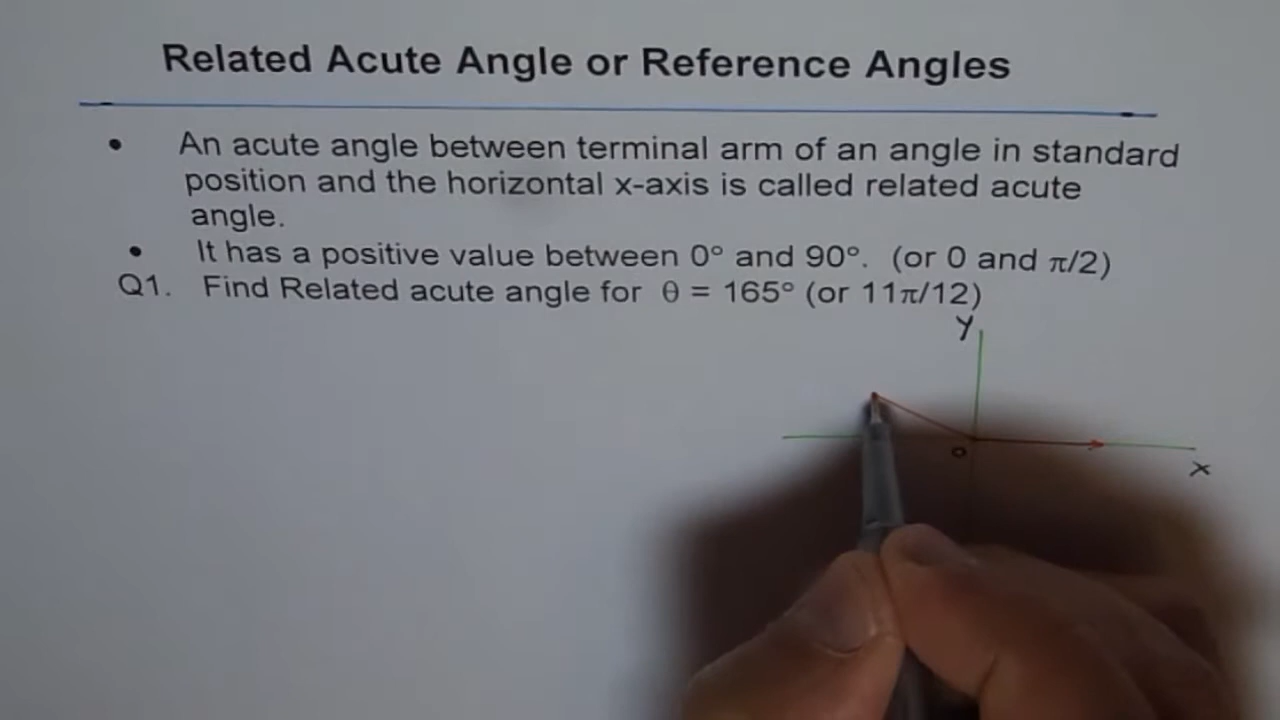 Related Acute Angle or Reference Angles
• An acute angle between terminal arm of an angle in standard
position and the horizontal x-axis is called related acute
angle.
• It has a positive value between 0° and 90°. (or 0 and π/2)
Q1. Find Related acute angle for θ = 165° (or 11π/12)
Y
O
X